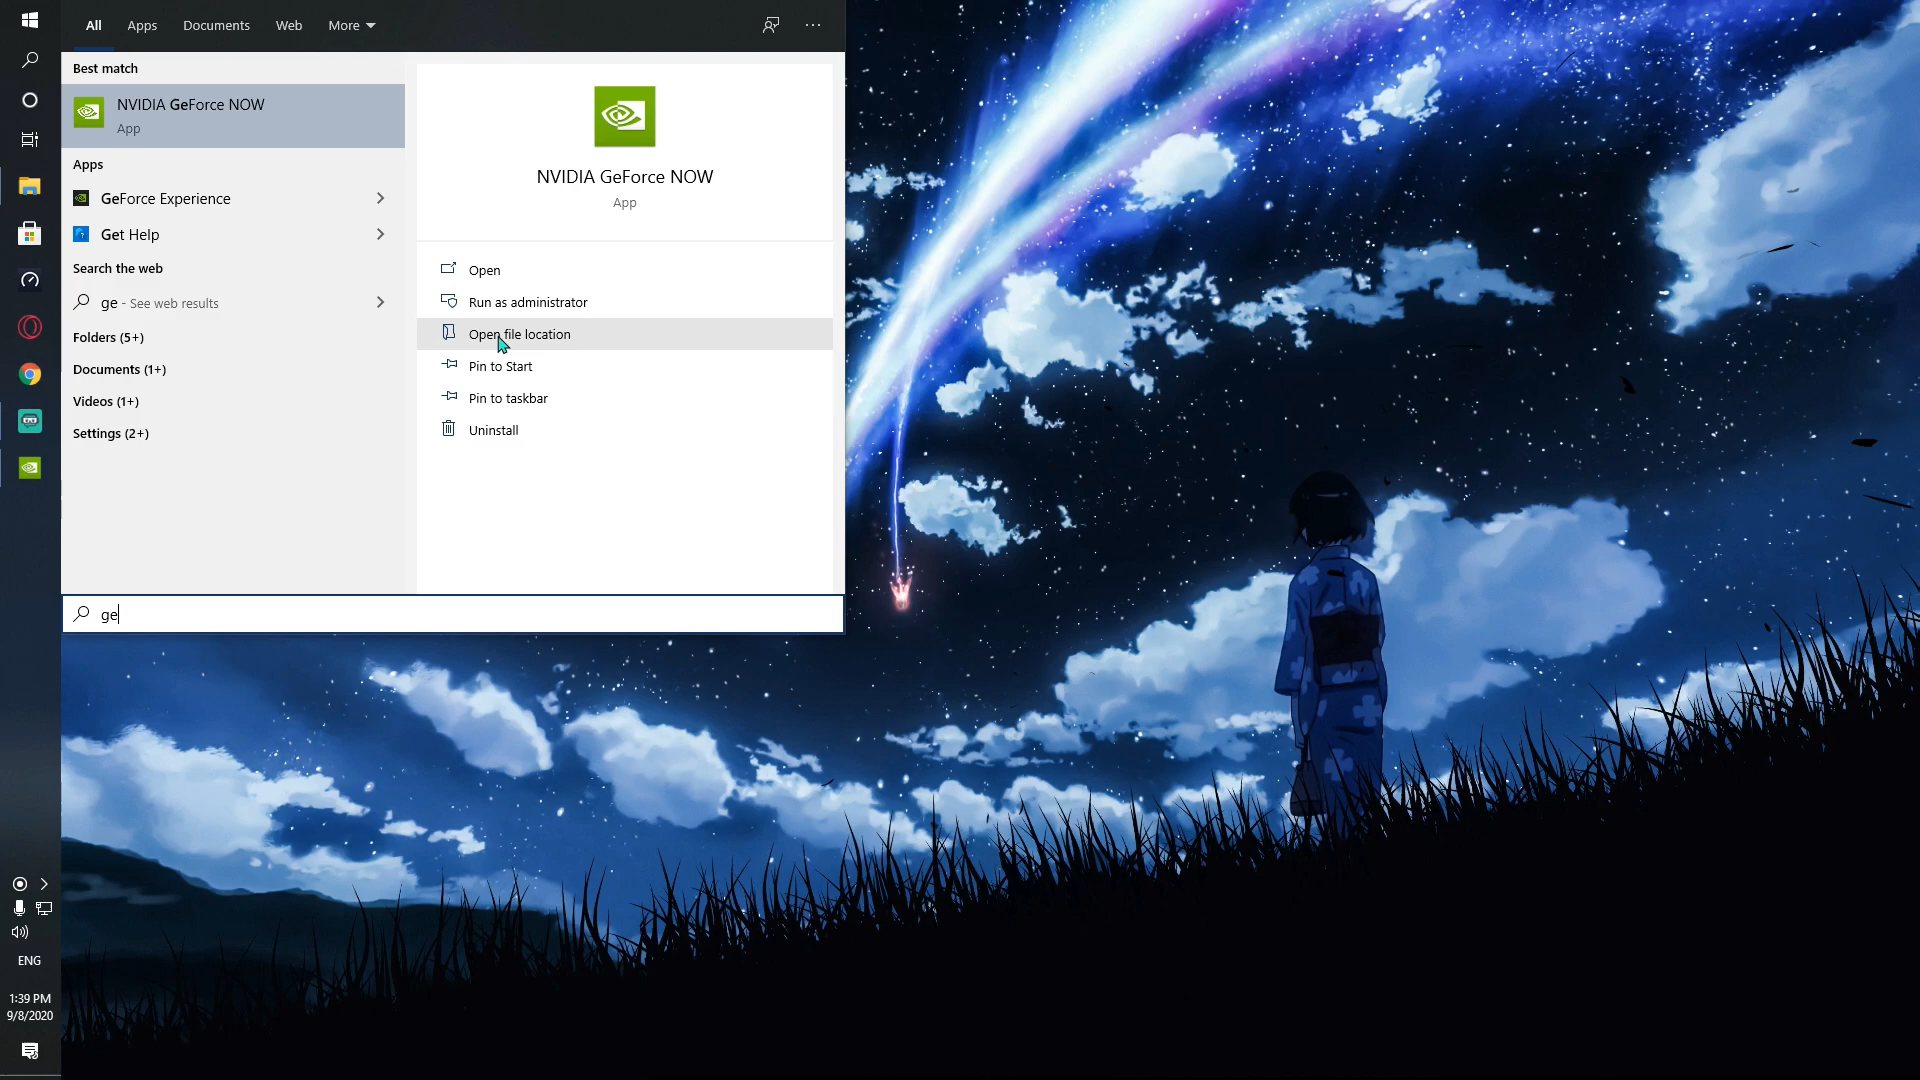 All Apps Documents Web More
Best match
NVIDIA GeForce NOW
App
Apps
GeForce Experience
Get Help
Search the web
ge - See web results
Folders (5+)
Documents (1+)
Videos (1+)
Settings (2+)
NVIDIA GeForce NOW
App
Open
Run as administrator
Open file location
Pin to Start
Pin to taskbar
Uninstall
ge
ENG
1:39 PM
9/8/2020